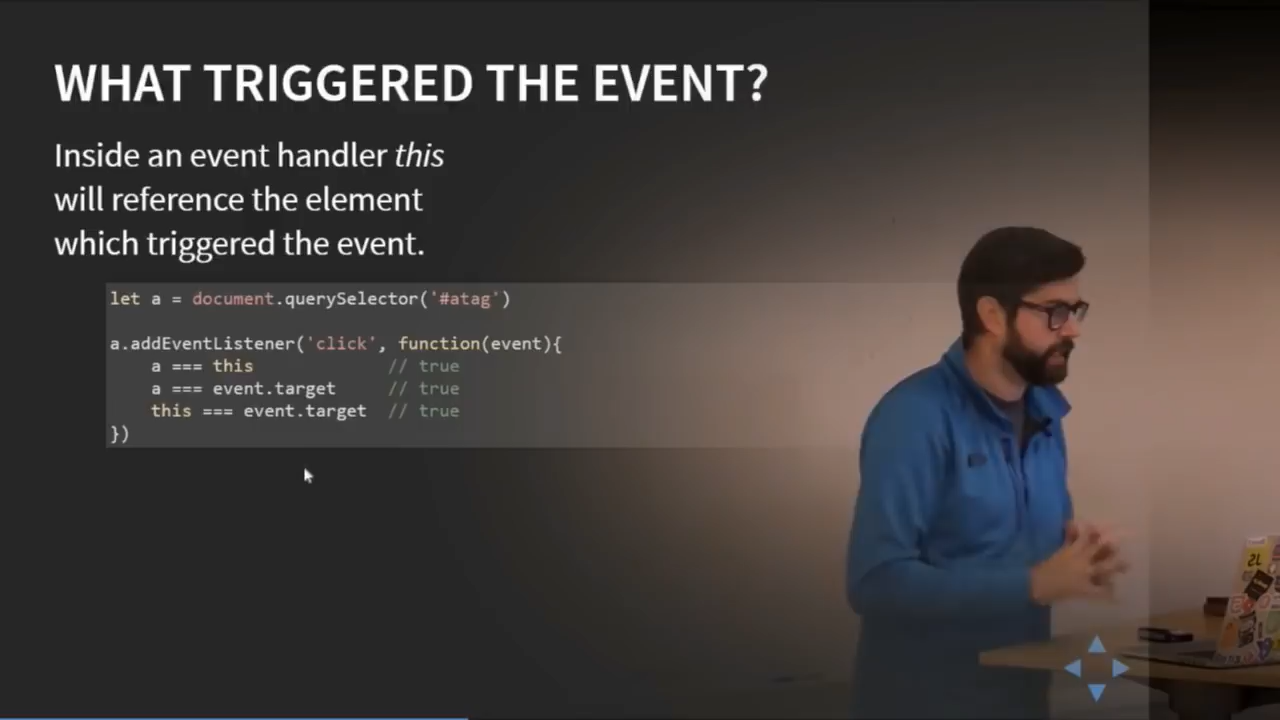 WHAT TRIGGERED THE EVENT?
Inside an event handler this
will reference the element
which triggered the event.
let a = document.querySelector('#atag')
a.addEventListener('click', function(event){
    a === this             // true
    a === event.target     // true
    this === event.target  // true
})
2L